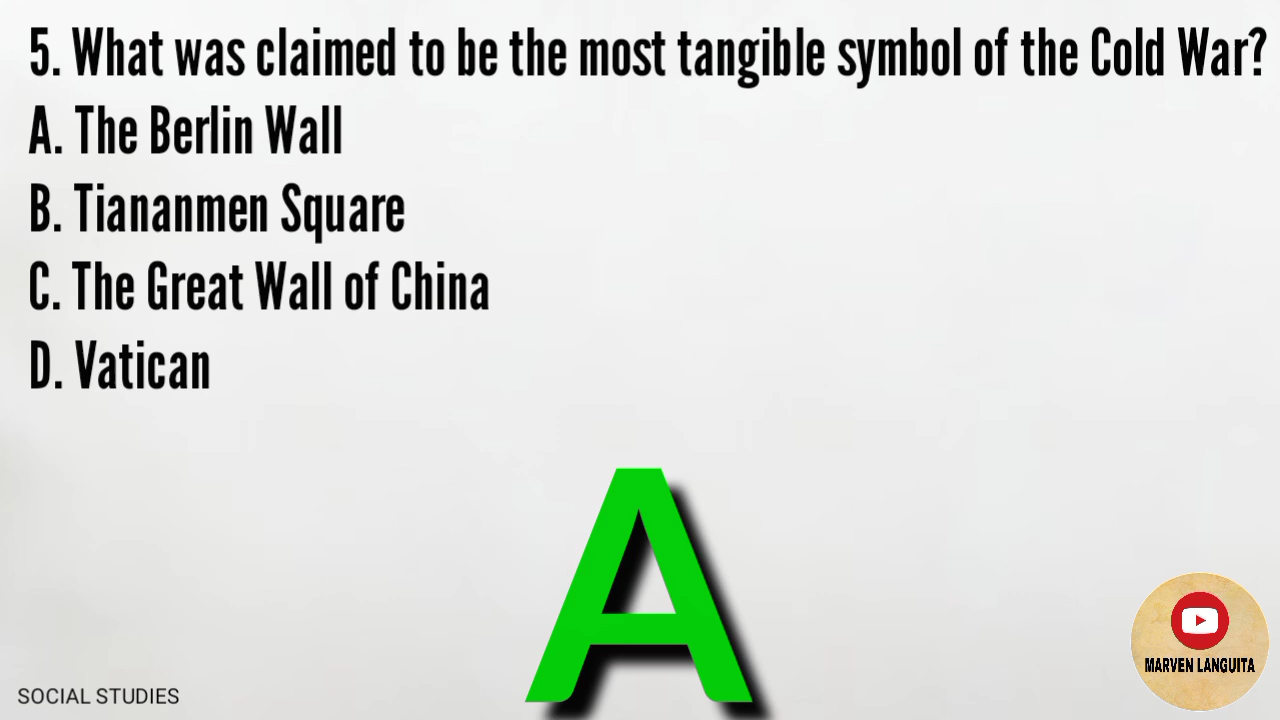 5. What was claimed to be the most tangible symbol of the Cold War?
A. The Berlin Wall
B. Tiananmen Square
C. The Great Wall of China
D. Vatican
A
MARVEN LANGUITA
SOCIAL STUDIES